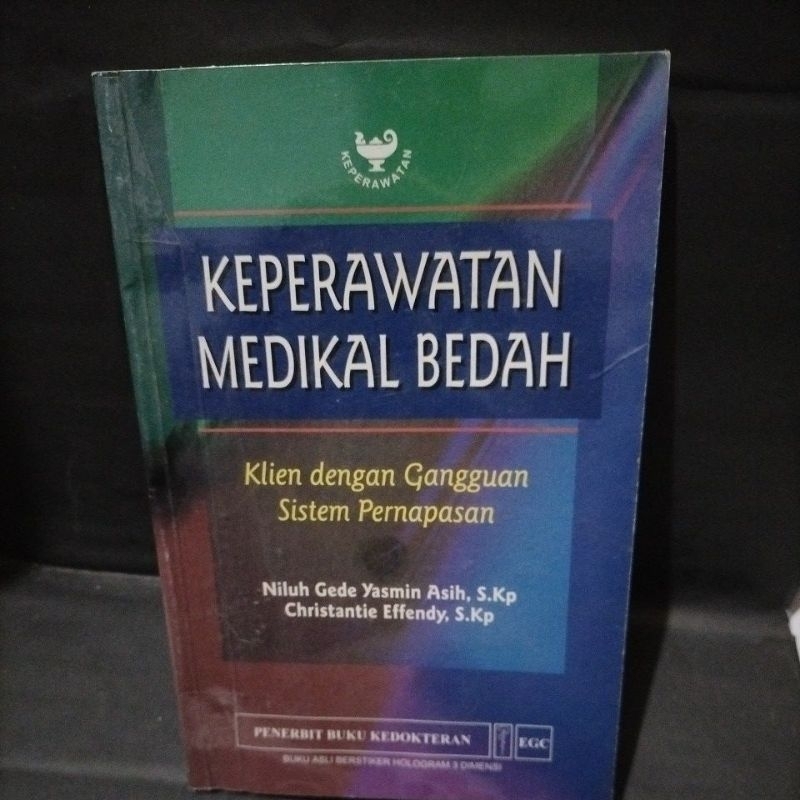 KEPERAWATAN
KEPERAWATAN
MEDIKAL BEDAH
Klien dengan Gangguan
Sistem Pernapasan
Niluh Gede Yasmin Asih, S.Kp
Christantie Effendy, S.Kp
PENERBIT BUKU KEDOKTERAN
EGC
BUKU ASLI BERSTIKER HOLOGRAM 3 DIMENSI